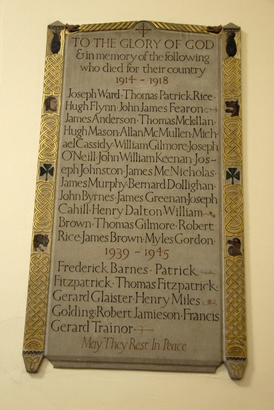 TO THE GLORY OF GOD
& in memory of the following
who died for their country
1914 - 1918
Joseph Ward · Thomas Patrick Rice ·
Hugh Flynn · John James Fearon
James Anderson · Thomas McLellan ·
Hugh Mason · Allan McMullen · Mich-
ael Cassidy · William Gilmore · Joseph
O'Neill · John William Keenan · Jos-
eph Johnston · James McNicholas ·
James Murphy · Bernard Dollighan ·
John Byrnes · James Greenan · Joseph
Cahill · Henry Dalton · William
Brown · Thomas Gilmore · Robert
Rice · James Brown · Myles Gordon ·
1939 - 1945
Frederick Barnes · Patrick
Fitzpatrick · Thomas Fitzpatrick ·
Gerard Glaister · Henry Miles
Golding · Robert Jamieson · Francis
Gerard Trainor
May They Rest In Peace